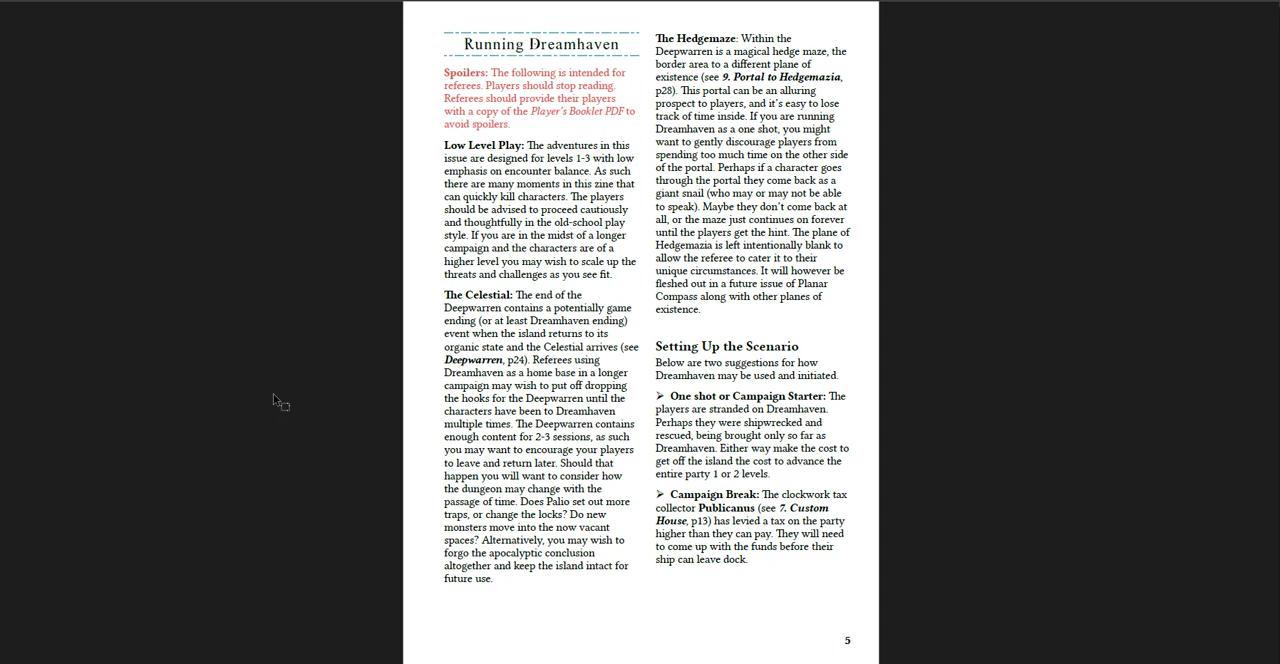 Running Dreamhaven
Spoilers: The following is intended for
referees. Players should stop reading.
Referees should provide their players
with a copy of the Player's Booklet PDF to
avoid spoilers.
Low Level Play: The adventures in this
issue are designed for levels 1-3 with low
emphasis on encounter balance. As such
there are many moments in this zine that
can quickly kill characters. The players
should be advised to proceed cautiously
and thoughtfully in the old-school play
style. If you are in the midst of a longer
campaign and the characters are of a
higher level you may wish to scale up the
threats and challenges as you see fit.
The Celestial: The end of the
Deepwarren contains a potentially game
ending (or at least Dreamhaven ending)
event when the island returns to its
organic state and the Celestial arrives (see
Deepwarren, p24). Referees using
Dreamhaven as a home base in a longer
campaign may wish to put off dropping
the hooks for the Deepwarren until the
characters have been to Dreamhaven
multiple times. The Deepwarren contains
enough content for 2-3 sessions, as such
you may want to encourage your players
to leave and return later. Should that
happen you will want to consider how
the dungeon may change with the
passage of time. Does Palio set out more
traps, or change the locks? Do new
monsters move into the now vacant
spaces? Alternatively, you may wish to
forgo the apocalyptic conclusion
altogether and keep the island intact for
future use.
The Hedgemaze: Within the
Deepwarren is a magical hedge maze, the
border area to a different plane of
existence (see 9. Portal to Hedgemazia,
p28). This portal can be an alluring
prospect to players, and it's easy to lose
track of time inside. If you are running
Dreamhaven as a one shot, you might
want to gently discourage players from
spending too much time on the other side
of the portal. Perhaps if a character goes
through the portal they come back as a
giant snail (who may or may not be able
to speak). Maybe they don't come back at
all, or the maze just continues on forever
until the players get the hint. The plane of
Hedgemazia is left intentionally blank to
allow the referee to cater it to their
unique circumstances. It will however be
fleshed out in a future issue of Planar
Compass along with other planes of
existence.
Setting Up the Scenario
Below are two suggestions for how
Dreamhaven may be used and initiated.
➢ One shot or Campaign Starter: The
players are stranded on Dreamhaven.
Perhaps they were shipwrecked and
rescued, being brought only so far as
Dreamhaven. Either way make the cost to
get off the island the cost to advance the
entire party 1 or 2 levels.
➢ Campaign Break: The clockwork tax
collector Publicanus (see 7. Custom
House, p13) has levied a tax on the party
higher than they can pay. They will need
to come up with the funds before their
ship can leave dock.
5